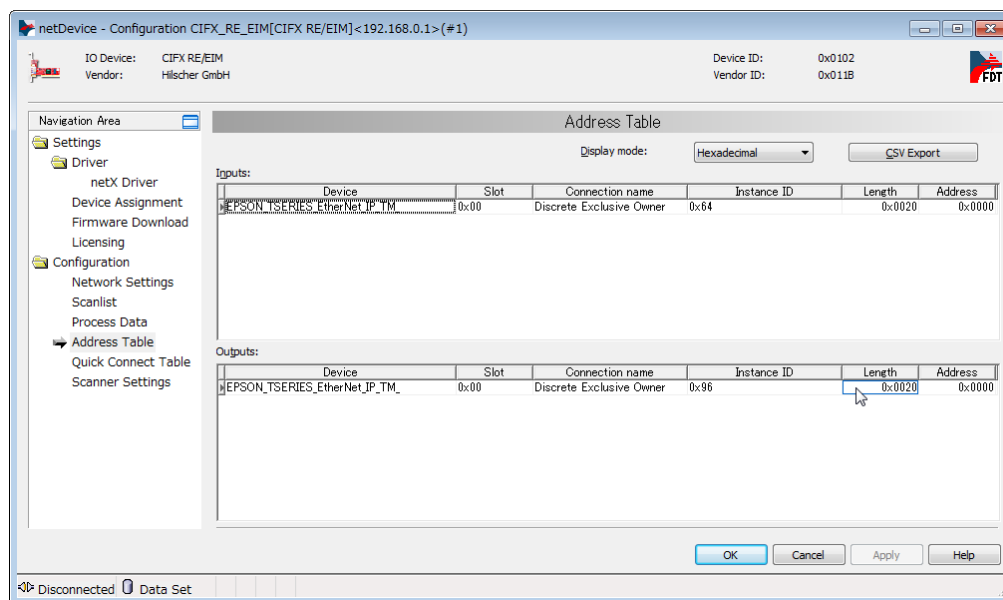 netDevice - Configuration CIFX_RE_EIM[CIFX RE/EIM]<192.168.0.1>(#1)
IO Device: CIFX RE/EIM Device ID: 0x0102
Vendor: Hilscher GmbH Vendor ID: 0x011B
FDT
Navigation Area
Address Table
Settings
Driver
netX Driver
Device Assignment
Firmware Download
Licensing
Configuration
Network Settings
Scanlist
Process Data
Address Table
Quick Connect Table
Scanner Settings
Display mode: Hexadecimal CSV Export
Inputs:
Device Slot Connection name Instance ID Length Address
EPSON_TSERIES_EtherNet_IP_TM_ 0x00 Discrete Exclusive Owner 0x64 0x0020 0x0000
Outputs:
Device Slot Connection name Instance ID Length Address
EPSON_TSERIES_EtherNet_IP_TM_ 0x00 Discrete Exclusive Owner 0x96 0x0020 0x0000
OK Cancel Apply Help
Disconnected Data Set